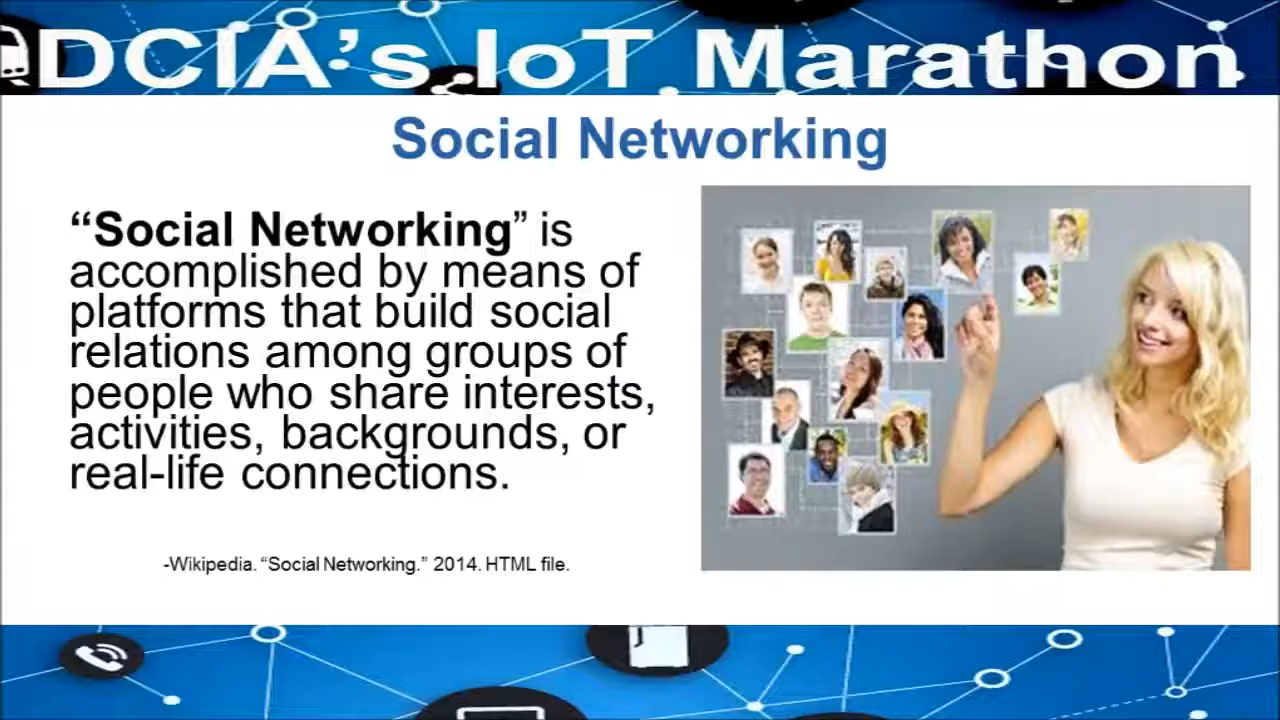 DCIA's IoT Marathon
Social Networking
“Social Networking” is
accomplished by means of
platforms that build social
relations among groups of
people who share interests,
activities, backgrounds, or
real-life connections.
-Wikipedia. “Social Networking.” 2014. HTML file.